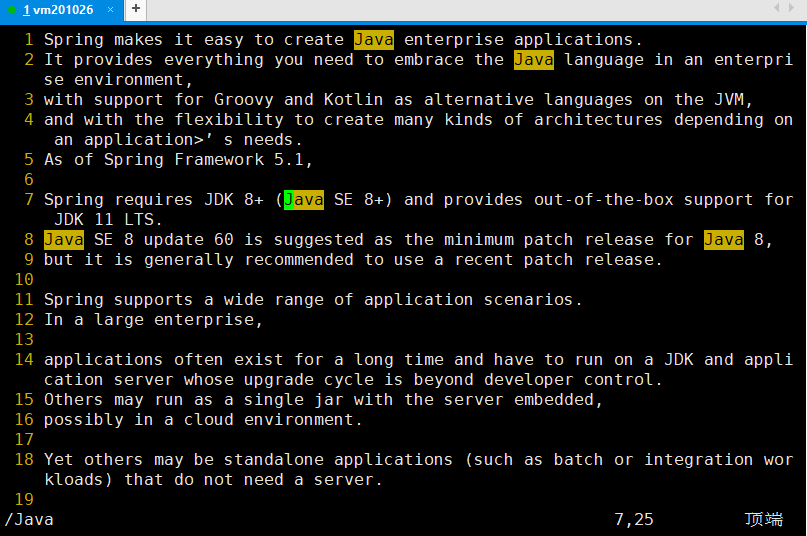 1 vm201026 × +
1 Spring makes it easy to create Java enterprise applications.
2 It provides everything you need to embrace the Java language in an enterpri
se environment,
3 with support for Groovy and Kotlin as alternative languages on the JVM,
4 and with the flexibility to create many kinds of architectures depending on
an application>’ s needs.
5 As of Spring Framework 5.1,
6
7 Spring requires JDK 8+ (Java SE 8+) and provides out-of-the-box support for
JDK 11 LTS.
8 Java SE 8 update 60 is suggested as the minimum patch release for Java 8,
9 but it is generally recommended to use a recent patch release.
10
11 Spring supports a wide range of application scenarios.
12 In a large enterprise,
13
14 applications often exist for a long time and have to run on a JDK and appli
cation server whose upgrade cycle is beyond developer control.
15 Others may run as a single jar with the server embedded,
16 possibly in a cloud environment.
17
18 Yet others may be standalone applications (such as batch or integration wor
kloads) that do not need a server.
19
/Java 7,25 顶端